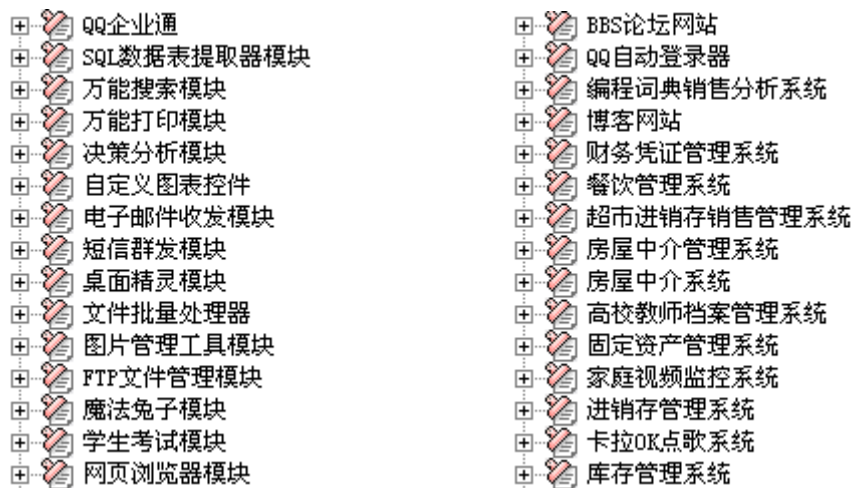 QQ企业通
SQL数据表提取器模块
万能搜索模块
万能打印模块
决策分析模块
自定义图表控件
电子邮件收发模块
短信群发模块
桌面精灵模块
文件批量处理器
图片管理工具模块
FTP文件管理模块
魔法兔子模块
学生考试模块
网页浏览器模块
BBS论坛网站
QQ自动登录器
编程词典销售分析系统
博客网站
财务凭证管理系统
餐饮管理系统
超市进销存销售管理系统
房屋中介管理系统
房屋中介系统
高校教师档案管理系统
固定资产管理系统
家庭视频监控系统
进销存管理系统
卡拉OK点歌系统
库存管理系统